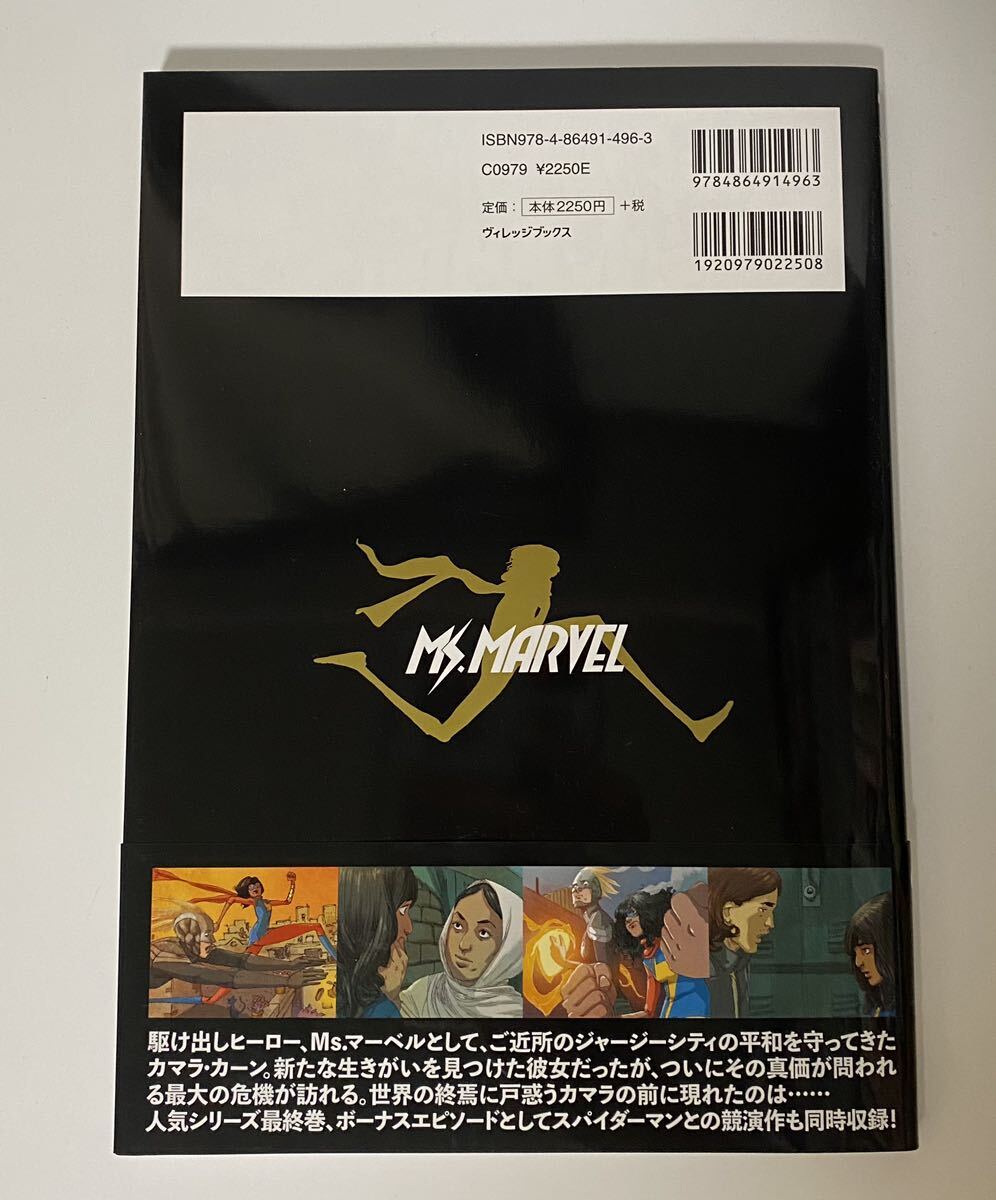 ISBN978-4-86491-496-3
C0979 ¥2250E
定価：本体2250円+税
ヴィレッジブックス
9784864914963
1920979022508
MS. MARVEL
駆け出しヒーロー、Ms.マーベルとして、ご近所のジャージーシティの平和を守ってきた
カマラ・カーン。新たな生きがいを見つけた彼女だったが、ついにその真価が問われ
る最大の危機が訪れる。世界の終焉に戸惑うカマラの前に現れたのは……
人気シリーズ最終巻、ボーナスエピソードとしてスパイダーマンとの競演作も同時収録!